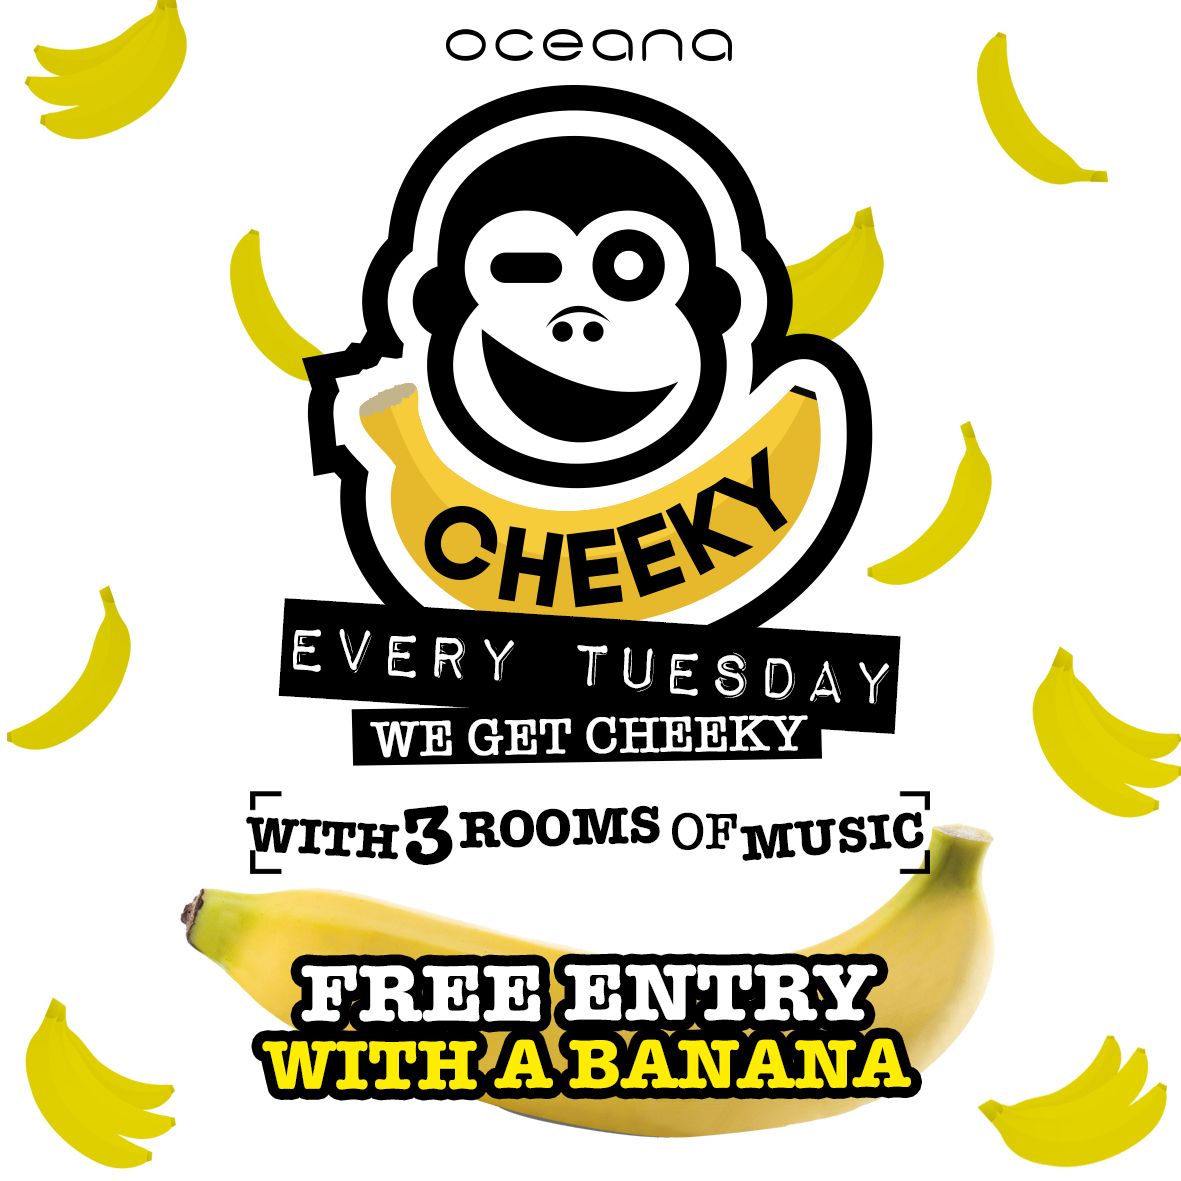 oceana
CHEEKY
EVERY TUESDAY
WE GET CHEEKY
WITH 3 ROOMS OF MUSIC
FREE ENTRY
WITH A BANANA